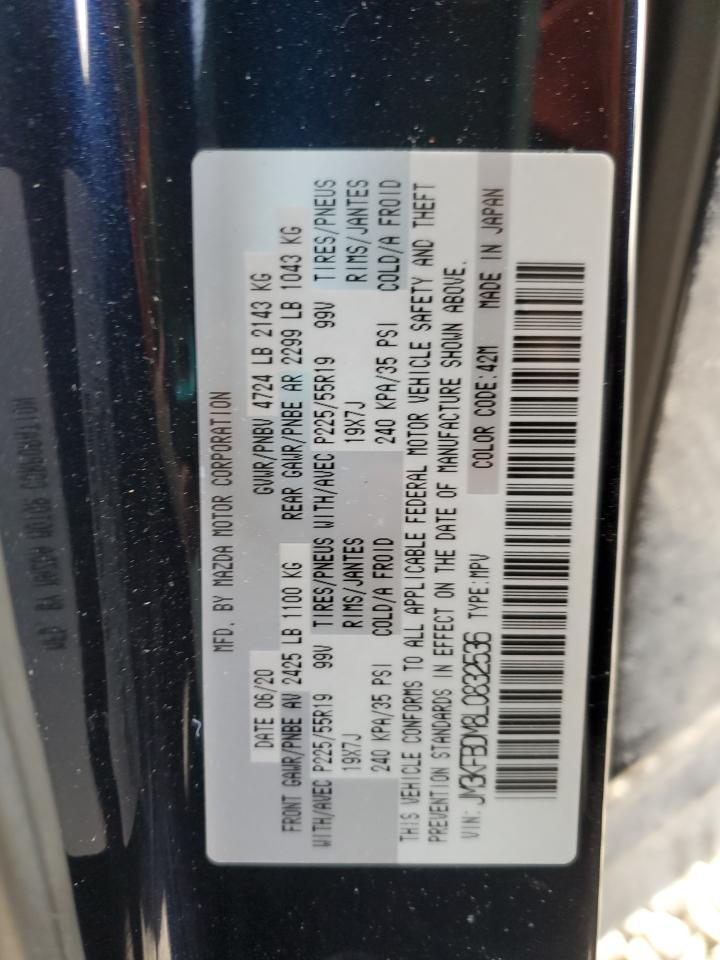 MFD. BY MAZDA MOTOR CORPORATION
DATE 06/20 GVWR/PNBV 4724 LB 2143 KG
FRONT GAWR/PNBE AV 2425 LB 1100 KG REAR GAWR/PNBE AR 2299 LB 1043 KG
WITH/AVEC P225/55R19 99V TIRES/PNEUS WITH/AVEC P225/55R19 99V TIRES/PNEUS
19X7J RIMS/JANTES 19X7J RIMS/JANTES
240 KPA/35 PSI COLD/A FROID 240 KPA/35 PSI COLD/A FROID
THIS VEHICLE CONFORMS TO ALL APPLICABLE FEDERAL MOTOR VEHICLE SAFETY AND THEFT
PREVENTION STANDARDS IN EFFECT ON THE DATE OF MANUFACTURE SHOWN ABOVE.
VIN: JM3KFBDM8L0832536 TYPE:MPV COLOR CODE:42M MADE IN JAPAN